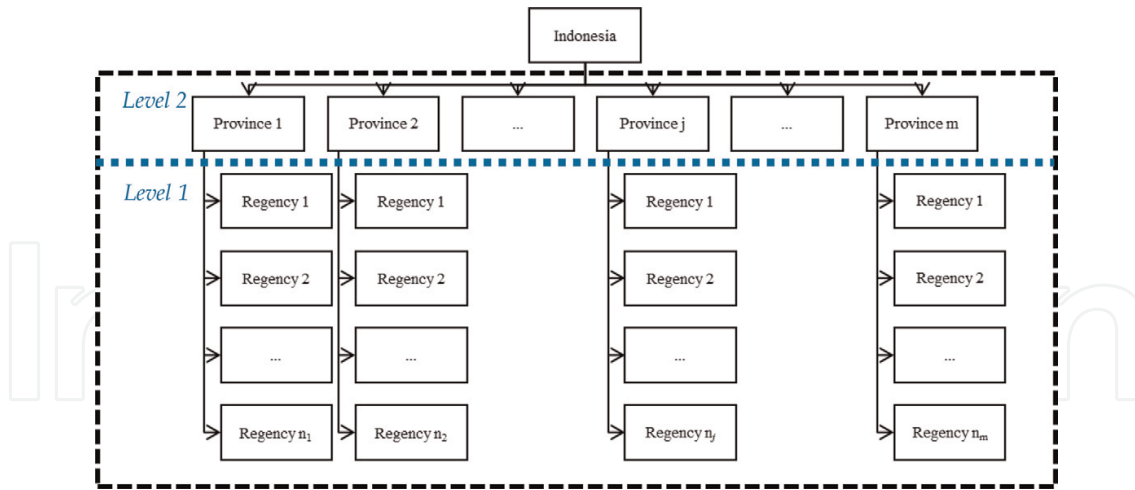 Indonesia
Level 2
Province 1 Province 2 ... Province j ... Province m
Level 1
Regency 1 Regency 1 Regency 1 Regency 1
Regency 2 Regency 2 Regency 2 Regency 2
... ... ... ...
Regency n₁ Regency n₂ Regency nⱼ Regency nₘ